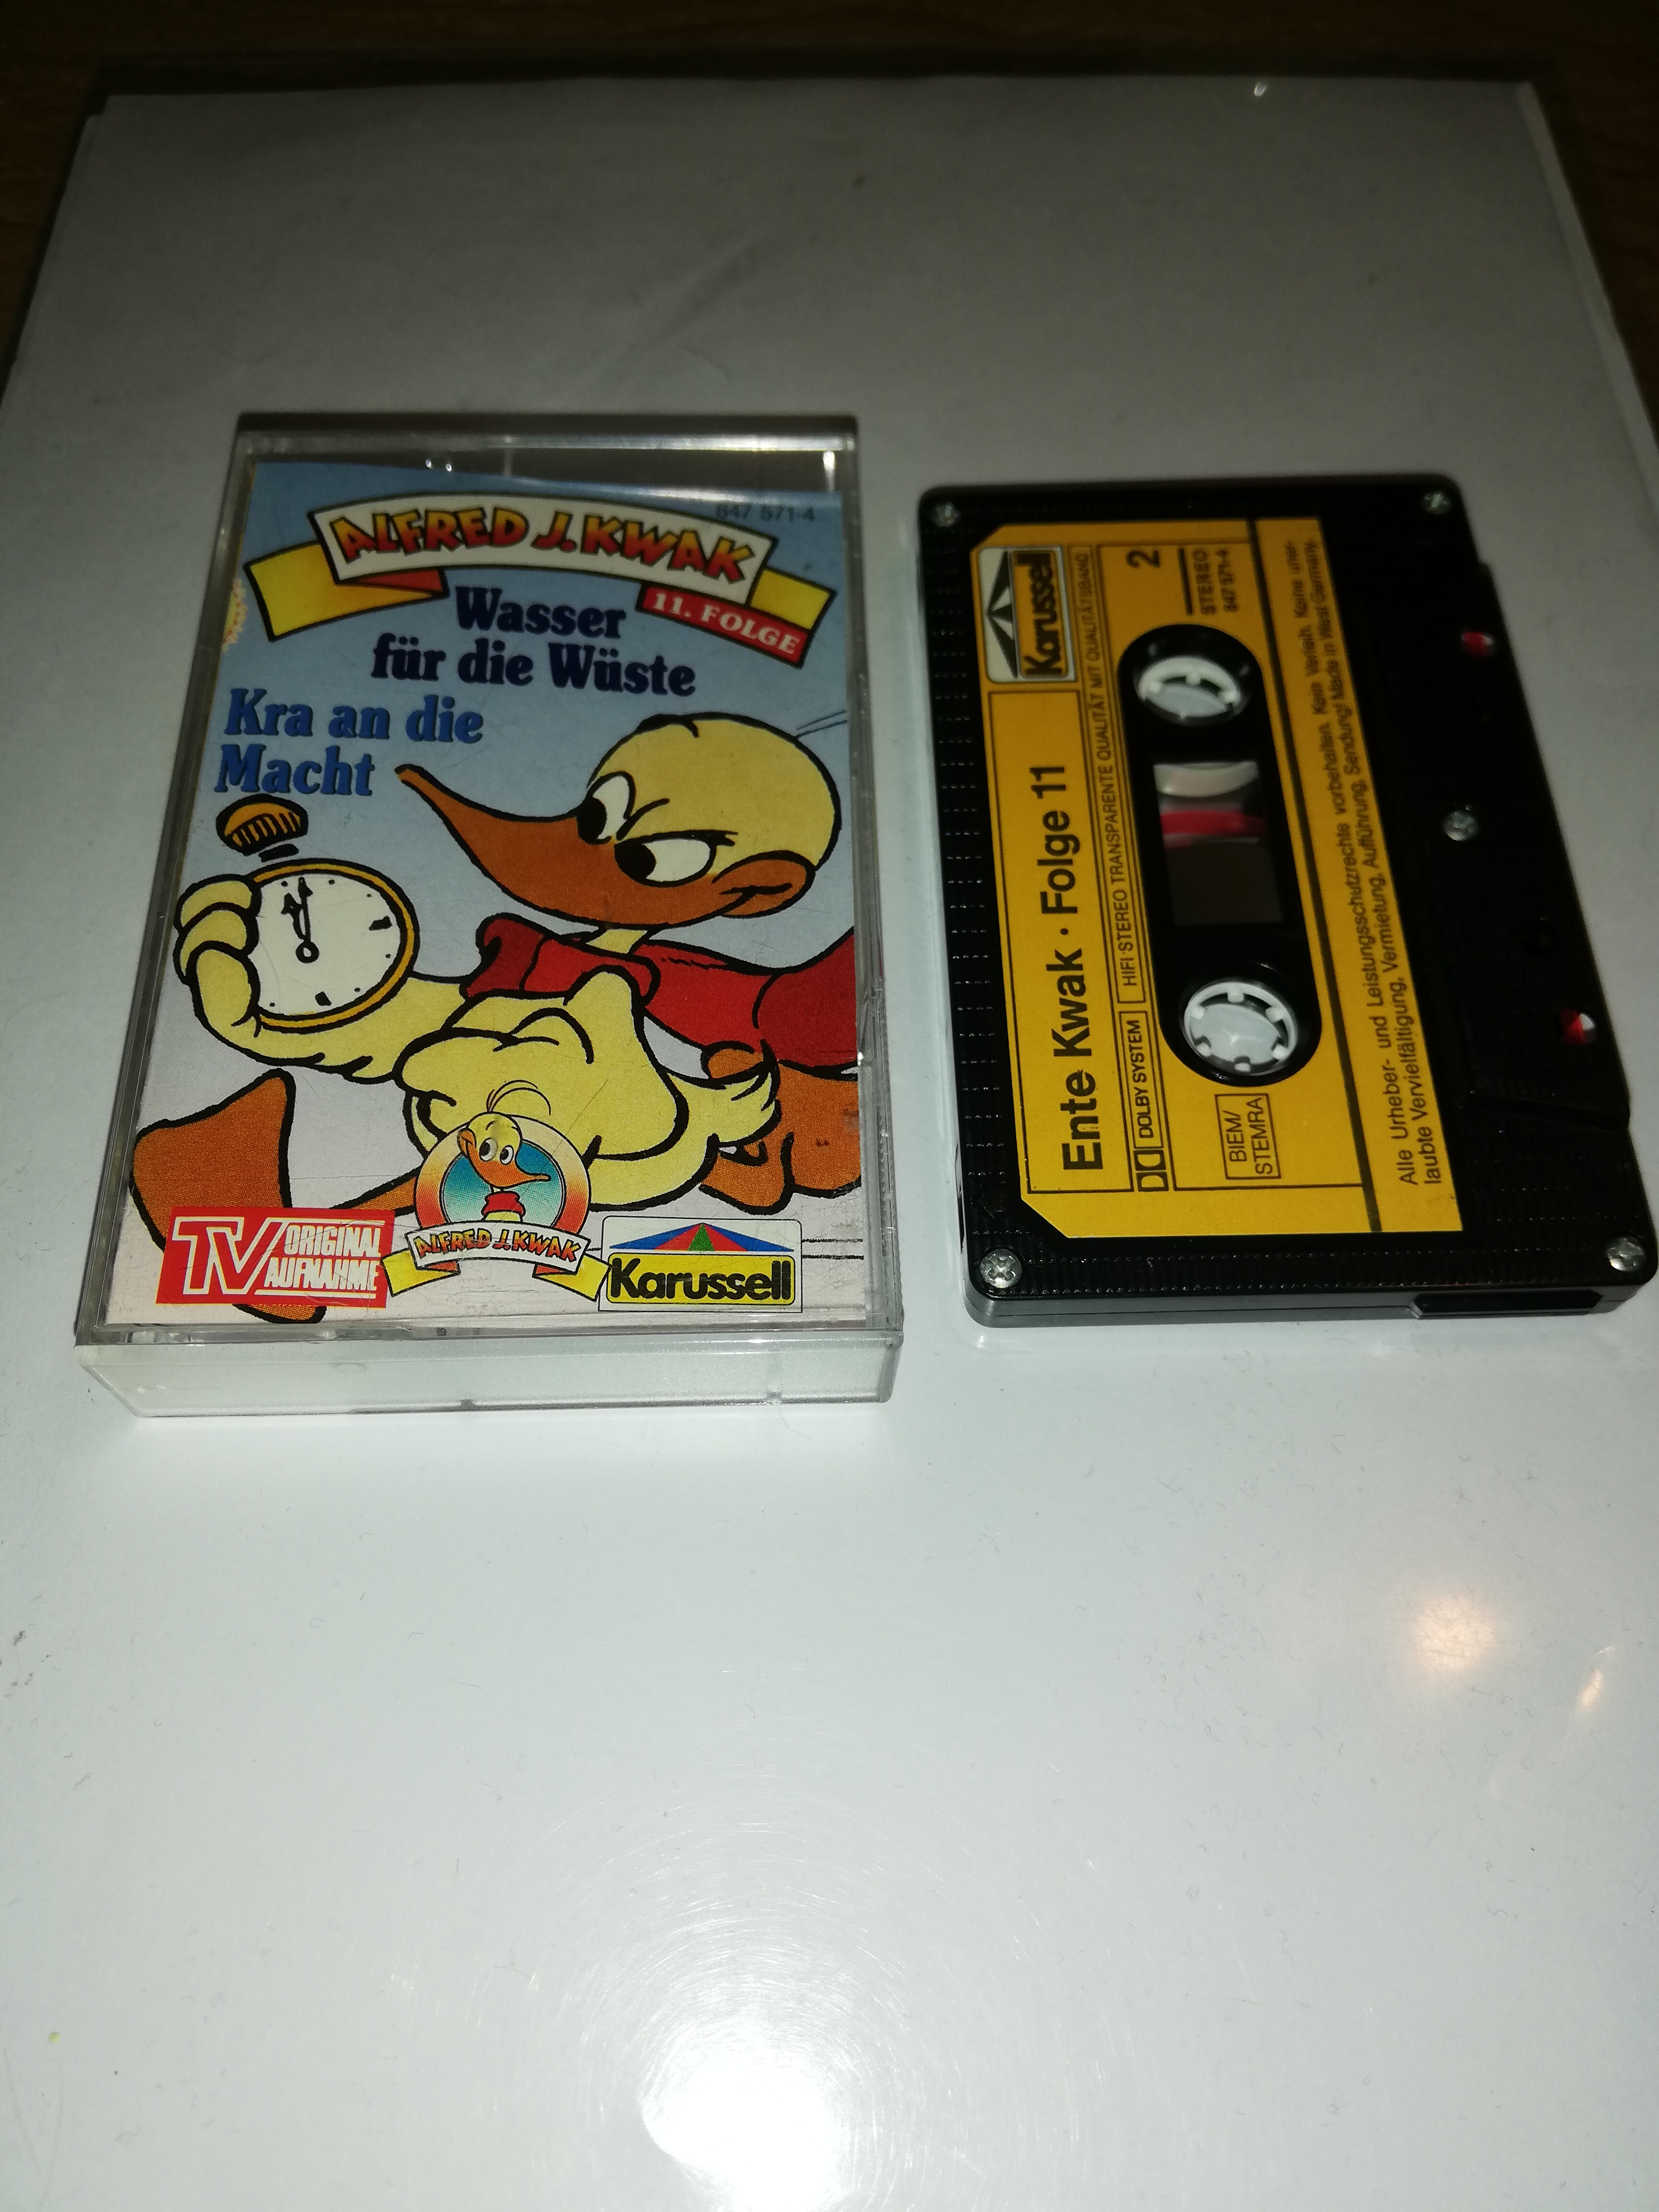 847 571-4
ALFRED J. KWAK
11. FOLGE
Wasser
für die Wüste
Kra an die
Macht
TV ORIGINAL
AUFNAHME
ALFRED J. KWAK
Karussell
Karussell
2
STEREO
847 571-4
Ente Kwak · Folge 11
DOLBY SYSTEM HIFI STEREO TRANSPARENTE QUALITÄT MIT QUALITÄTSBAND
BIEM/
STEMRA
Alle Urheber- und Leistungsschutzrechte vorbehalten. Kein Verleih. Keine uner-
laubte Vervielfältigung, Vermietung, Aufführung, Sendung! Made in West Germany.